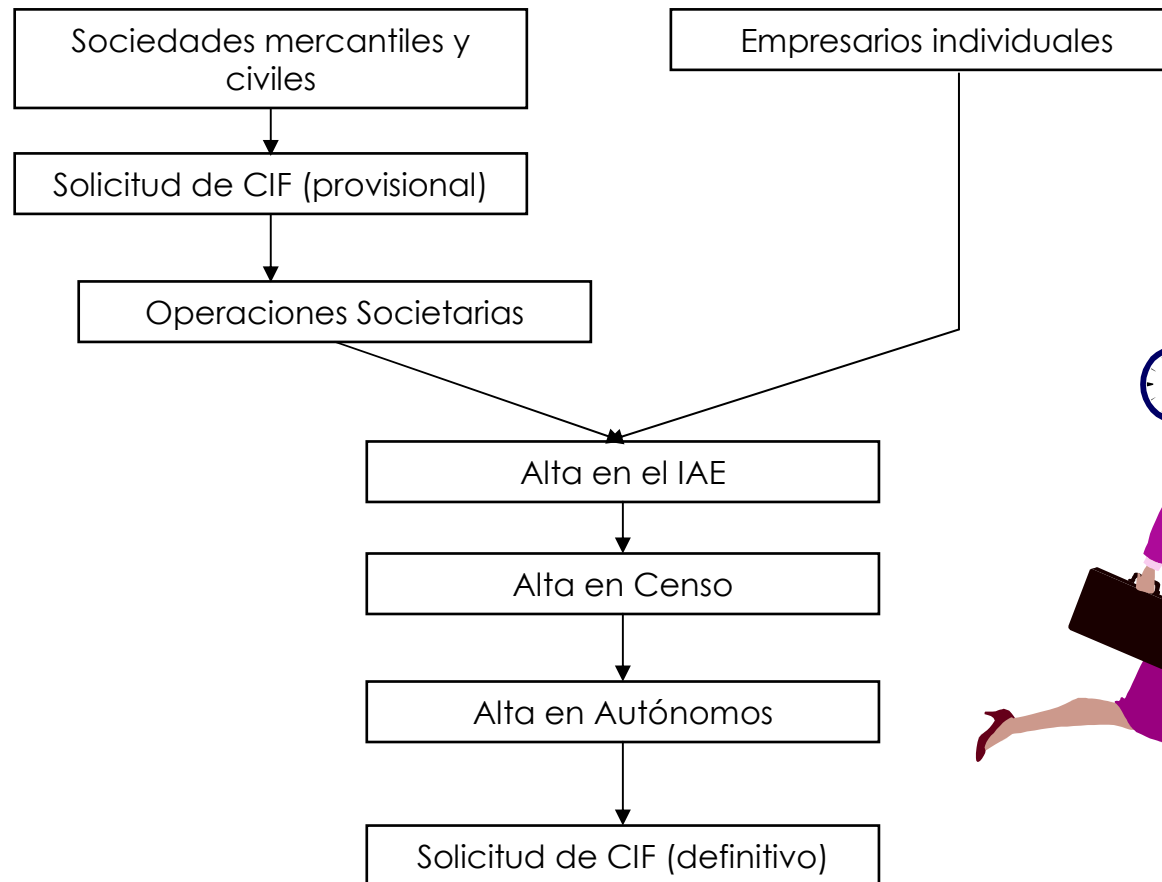 Sociedades mercantiles y
civiles
Empresarios individuales
Solicitud de CIF (provisional)
Operaciones Societarias
Alta en el IAE
Alta en Censo
Alta en Autónomos
Solicitud de CIF (definitivo)